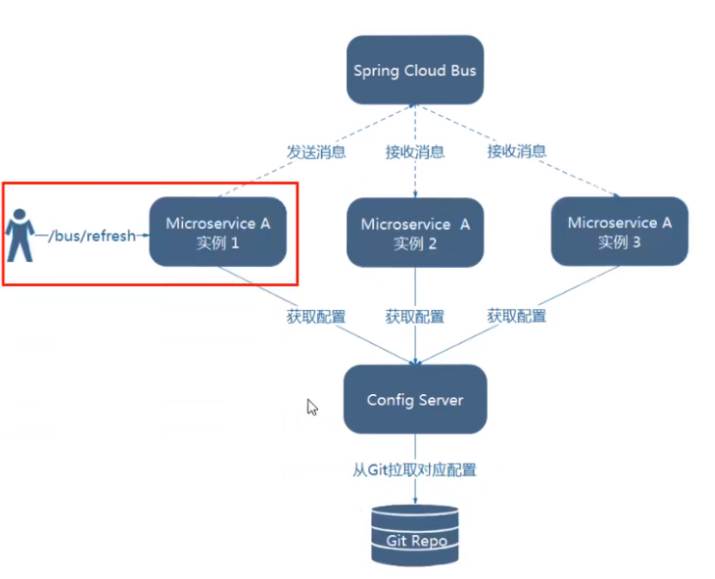 Spring Cloud Bus
发送消息
接收消息
接收消息
/bus/refresh
Microservice A
实例 1
Microservice A
实例 2
Microservice A
实例 3
获取配置
获取配置
获取配置
Config Server
从Git拉取对应配置
Git Repo